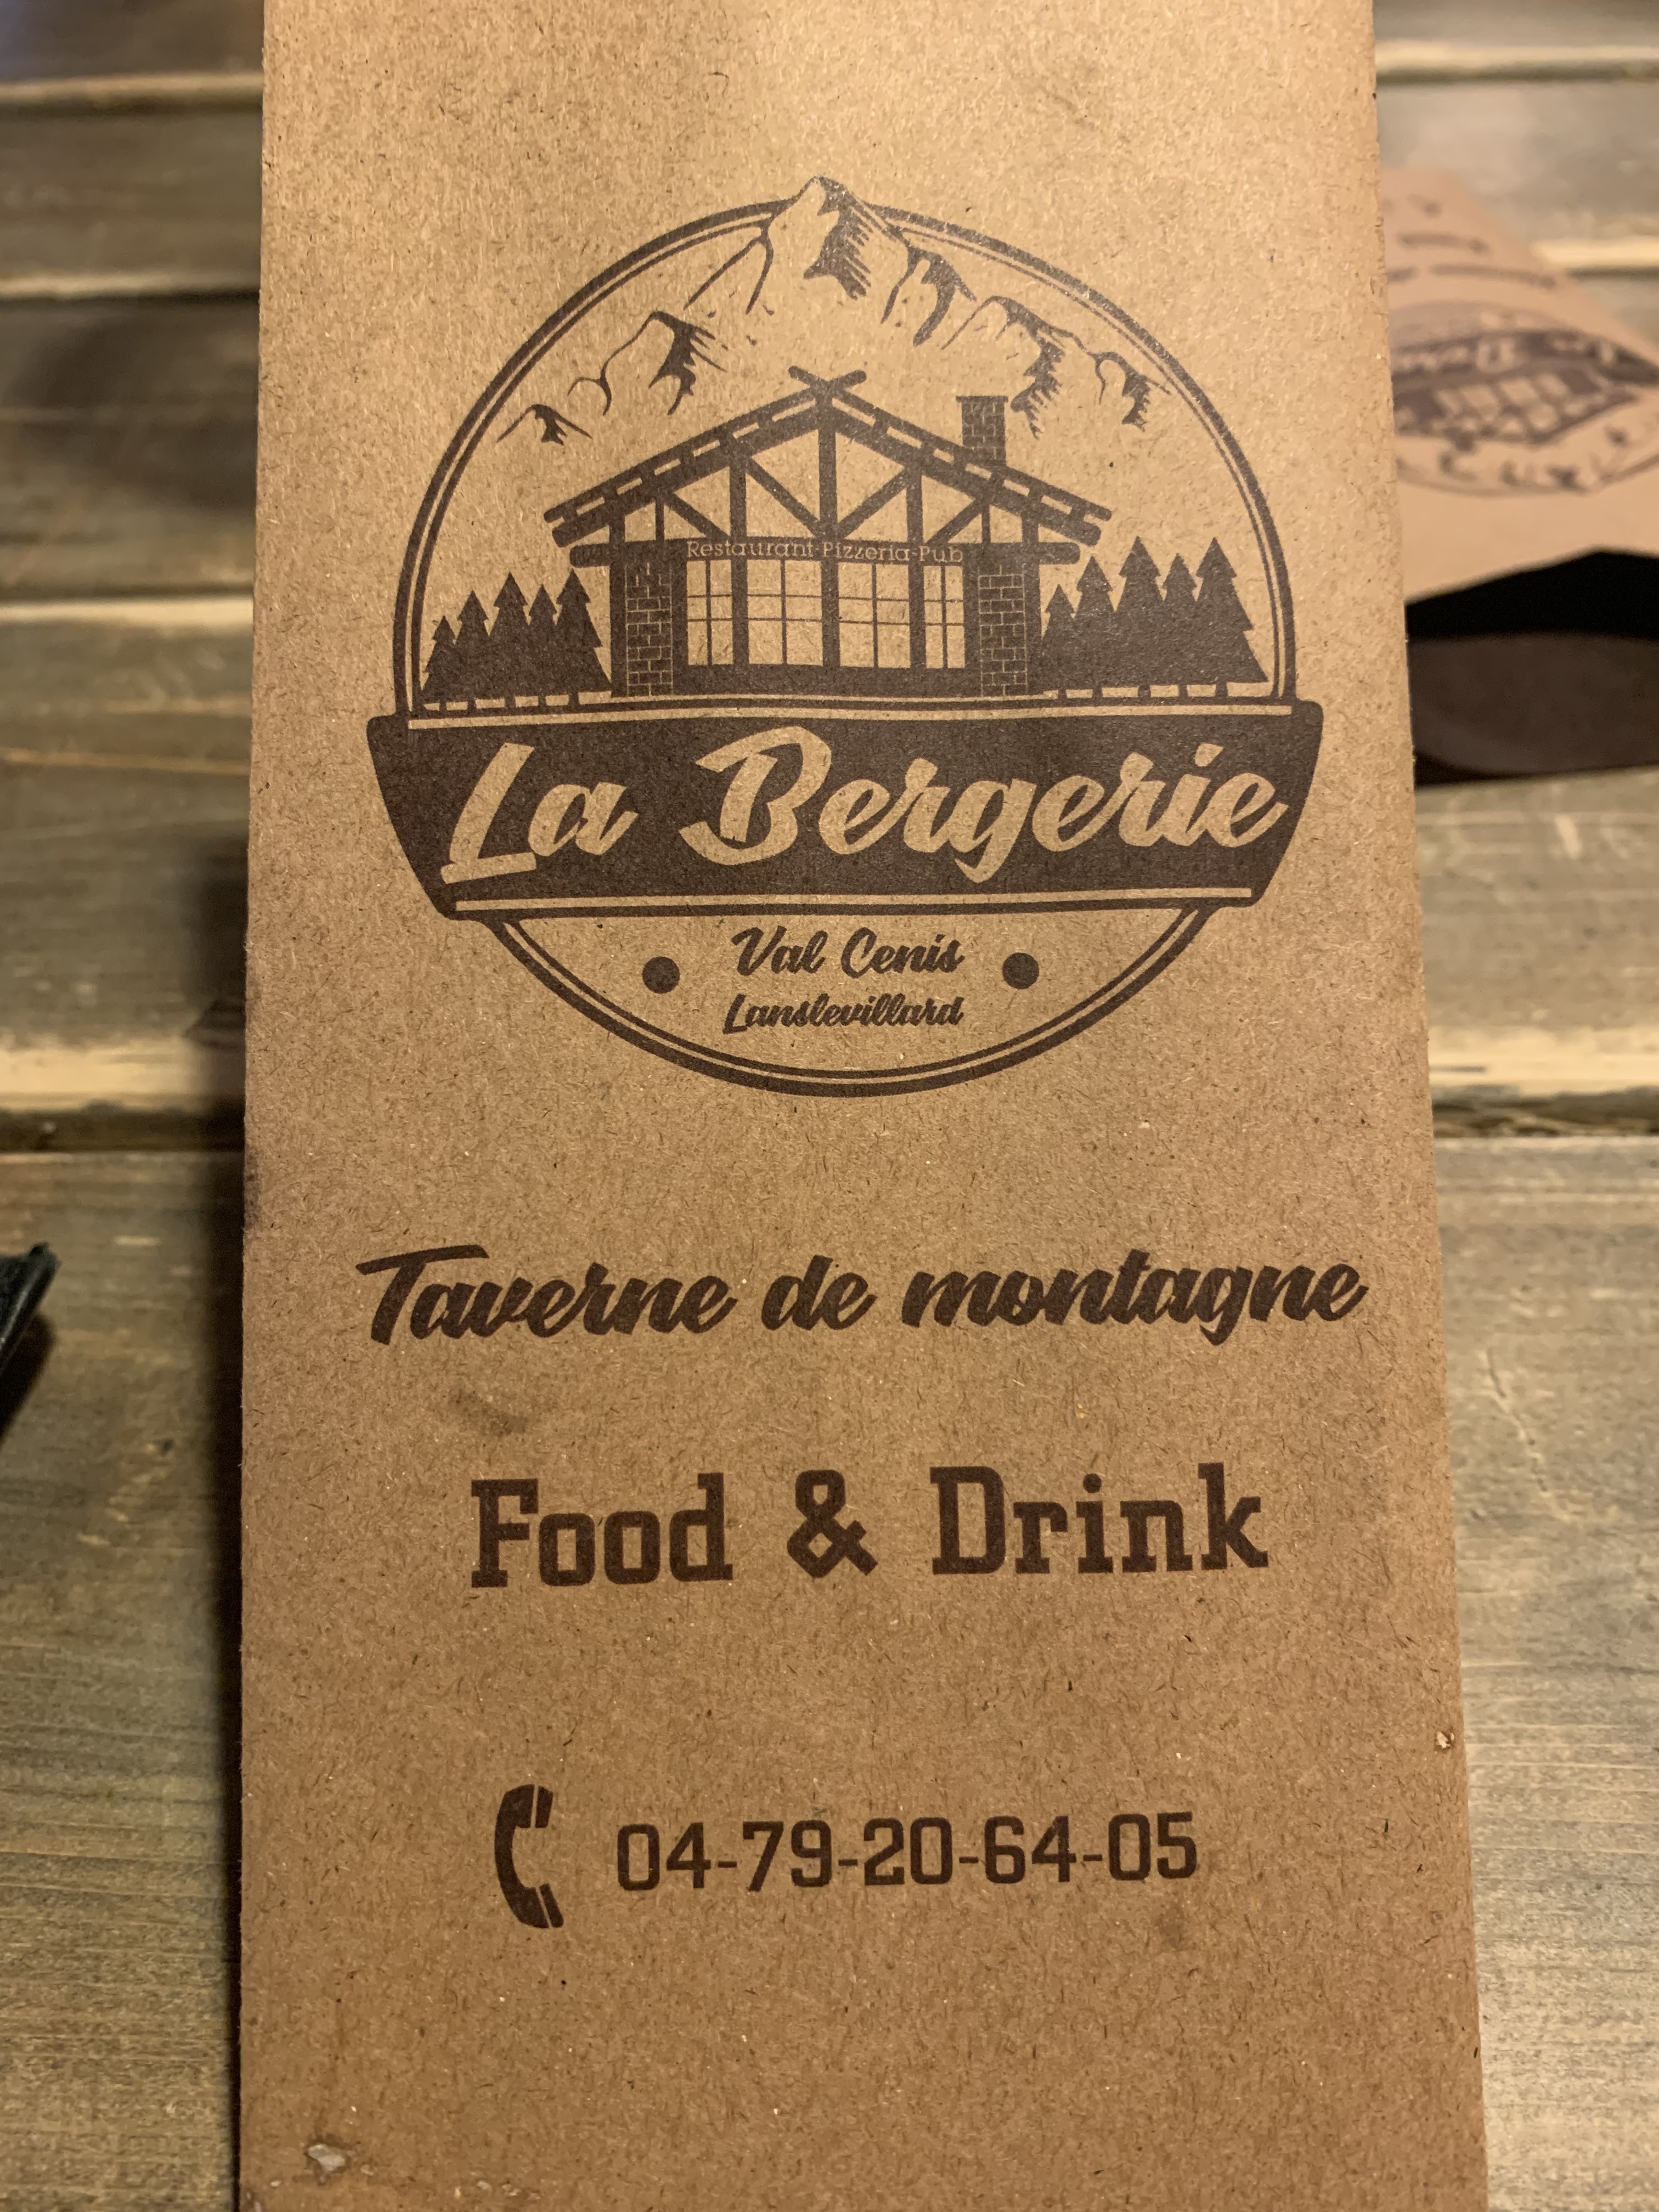 Restaurant-Pizzeria-Pub
La Bergerie
Val Cenis
Lanslevillard
Taverne de montagne
Food & Drink
04-79-20-64-05